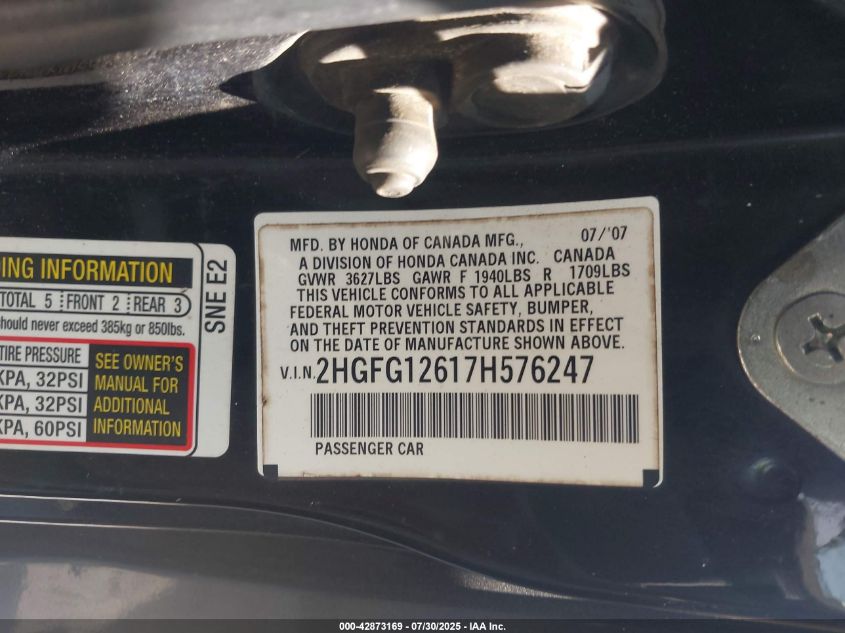 MFD. BY HONDA OF CANADA MFG., 07/'07
A DIVISION OF HONDA CANADA INC. CANADA
GVWR 3627LBS GAWR F 1940LBS R 1709LBS
THIS VEHICLE CONFORMS TO ALL APPLICABLE
FEDERAL MOTOR VEHICLE SAFETY, BUMPER,
AND THEFT PREVENTION STANDARDS IN EFFECT
ON THE DATE OF MANUFACTURE SHOWN ABOVE.
V.I.N. 2HGFG12617H576247
PASSENGER CAR
ING INFORMATION
TOTAL 5 FRONT 2 REAR 3
should never exceed 385kg or 850lbs.
TIRE PRESSURE
KPA, 32PSI
KPA, 32PSI
KPA, 60PSI
SEE OWNER'S
MANUAL FOR
ADDITIONAL
INFORMATION
SNE E2
000-42873169 - 07/30/2025 - IAA Inc.